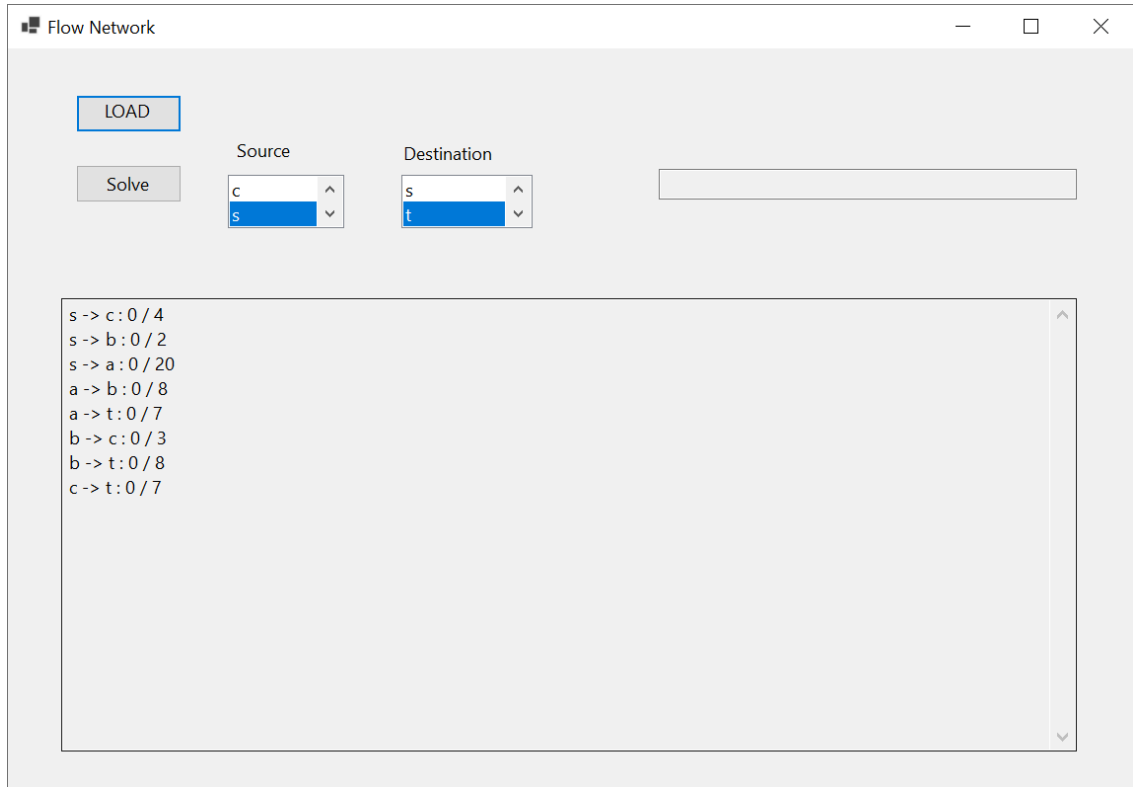 Flow Network
LOAD
Source
Destination
Solve
c
s
s
t
s -> c : 0 / 4
s -> b : 0 / 2
s -> a : 0 / 20
a -> b : 0 / 8
a -> t : 0 / 7
b -> c : 0 / 3
b -> t : 0 / 8
c -> t : 0 / 7